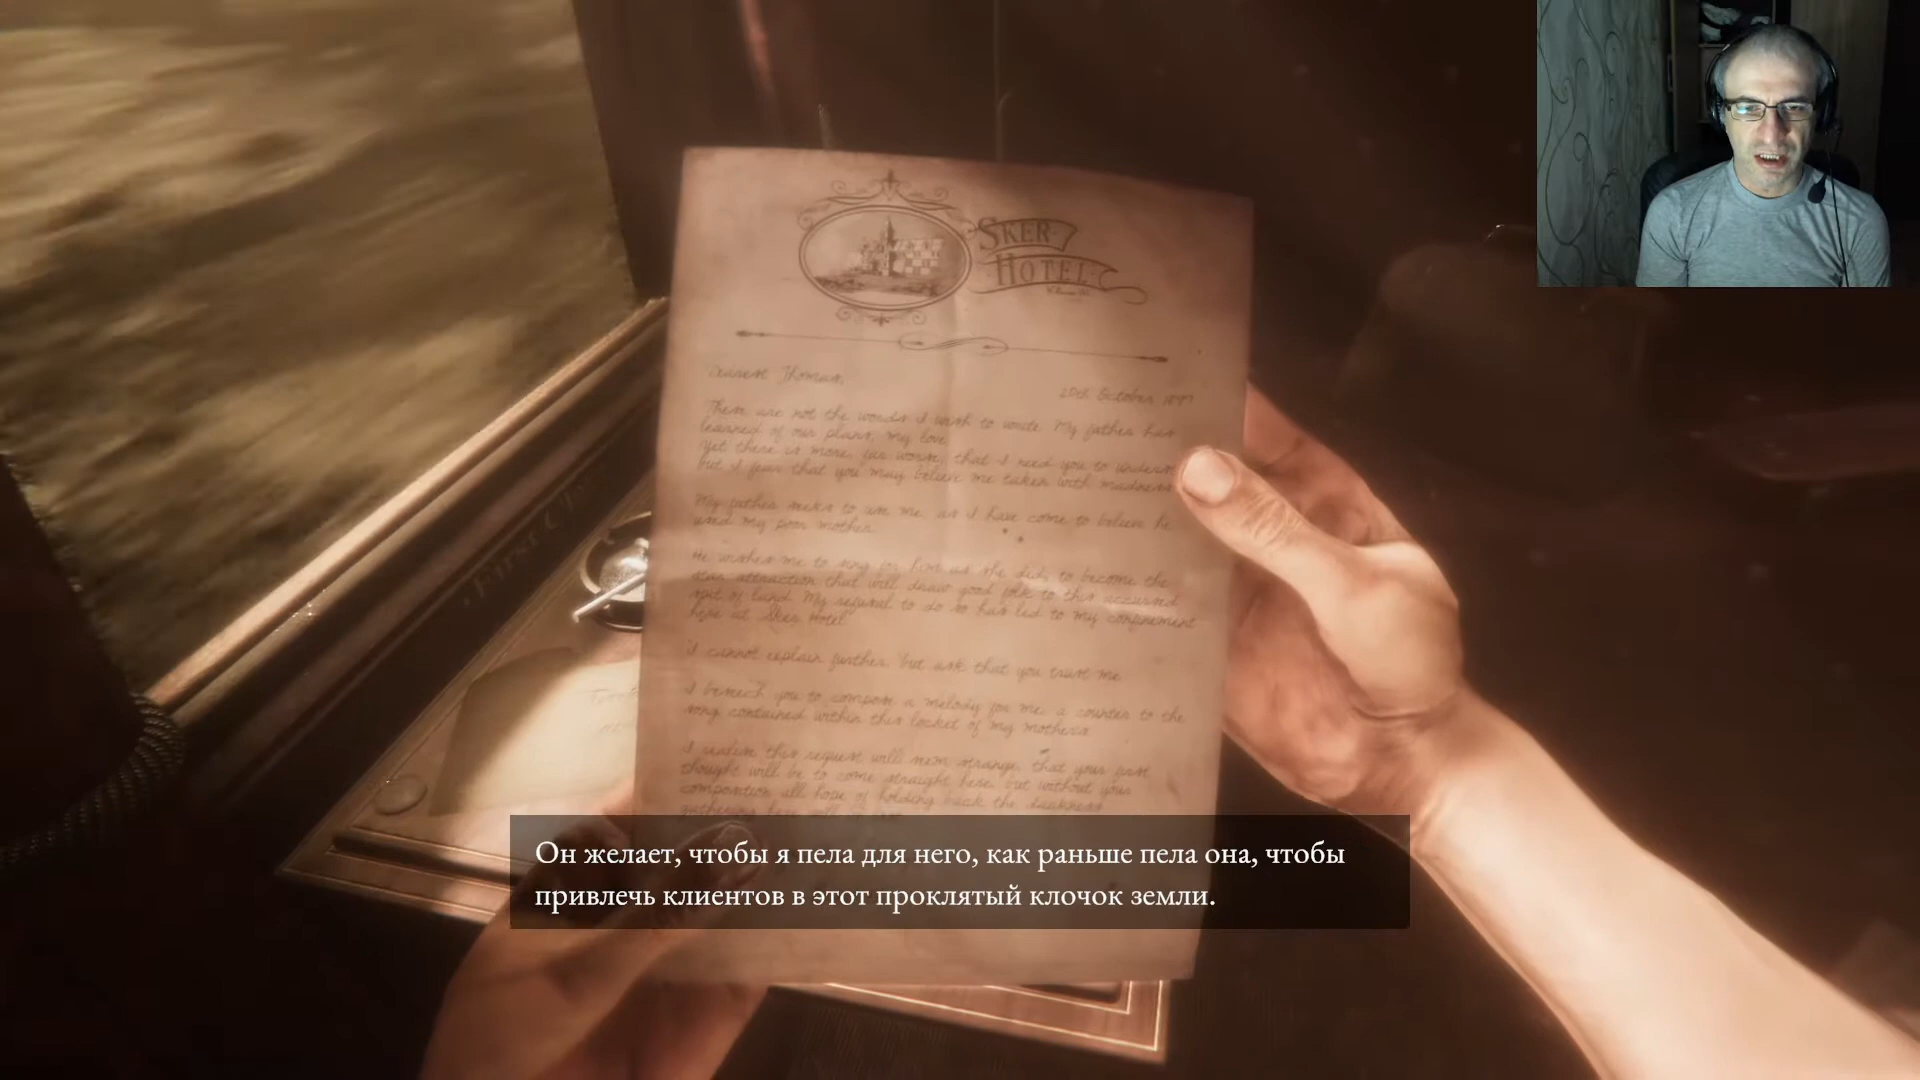 SKER
HOTEL
Dearest Thomas,
20th October 1897
These are not the words I wish to write. My father has
learned of our plans, my love.
Yet there is more, far worse, that I need you to
but I fear that you may believe me taken with madness
My father seeks to use me, as I have come to believe he
used my poor mother.
He wishes me to sing for him as she did, to become the
star attraction that will draw good folk to this accursed
spit of land. My refusal to do so has led to my confinement
here at Sker Hotel.
I cannot explain further, but ask that you trust me.
I beseech you to compose a melody for me, a counter to the
song contained within this locket of my mothers.
I realise this request will seem strange, that your first
thought will be to come straight here, but without your
composition all hope of holding back the darkness
gathering here will
Он желает, чтобы я пела для него, как раньше пела она, чтобы
привлечь клиентов в этот проклятый клочок земли.